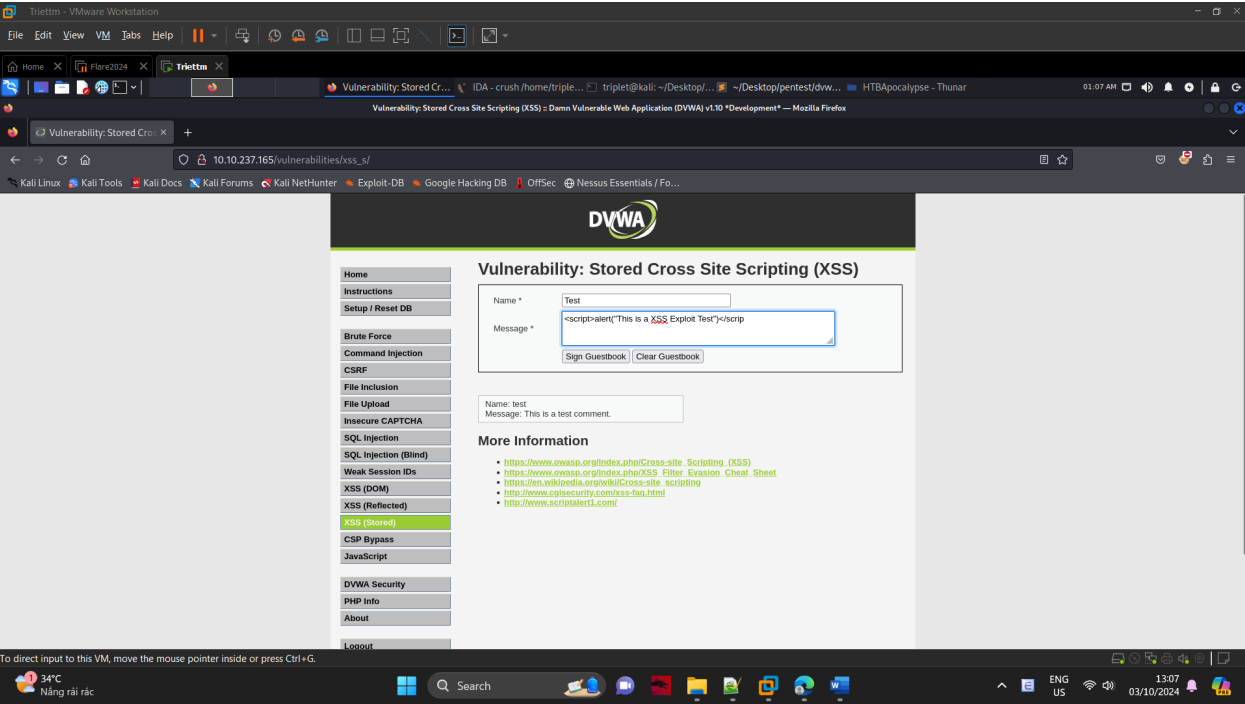 Triettm - VMware Workstation
File Edit View VM Tabs Help
Home Flare2024 Triettm
Vulnerability: Stored Cr... IDA - crush /home/triple... triplet@kali: ~/Desktop/... ~/Desktop/pentest/dvw... HTBApocalypse - Thunar 01:07 AM
Vulnerability: Stored Cross Site Scripting (XSS) :: Damn Vulnerable Web Application (DVWA) v1.10 *Development* — Mozilla Firefox
Vulnerability: Stored Cros
10.10.237.165/vulnerabilities/xss_s/
Kali Linux Kali Tools Kali Docs Kali Forums Kali NetHunter Exploit-DB Google Hacking DB OffSec Nessus Essentials / Fo...
DVWA
Home
Instructions
Setup / Reset DB
Brute Force
Command Injection
CSRF
File Inclusion
File Upload
Insecure CAPTCHA
SQL Injection
SQL Injection (Blind)
Weak Session IDs
XSS (DOM)
XSS (Reflected)
XSS (Stored)
CSP Bypass
JavaScript
DVWA Security
PHP Info
About
Logout
Vulnerability: Stored Cross Site Scripting (XSS)
Name * Test
Message * <script>alert("This is a XSS Exploit Test")</scrip
Sign Guestbook Clear Guestbook
Name: test
Message: This is a test comment.
More Information
https://www.owasp.org/index.php/Cross-site_Scripting_(XSS)
https://www.owasp.org/index.php/XSS_Filter_Evasion_Cheat_Sheet
https://en.wikipedia.org/wiki/Cross-site_scripting
http://www.cgisecurity.com/xss-faq.html
http://www.scriptalert1.com/
To direct input to this VM, move the mouse pointer inside or press Ctrl+G.
1 34°C
Nắng rải rác
Search
ENG
US
13:07
03/10/2024
PRE